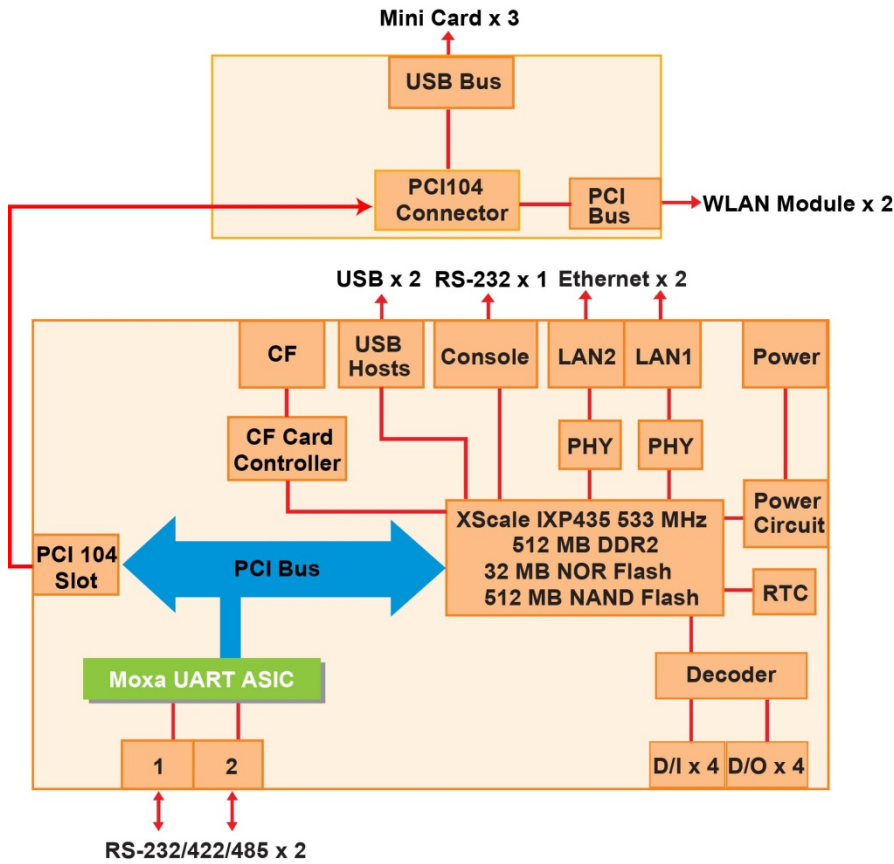 Mini Card x 3
USB Bus
PCI104
Connector
PCI
Bus
WLAN Module x 2
USB x 2
RS-232 x 1
Ethernet x 2
CF
USB
Hosts
Console
LAN2
LAN1
Power
CF Card
Controller
PHY
PHY
XScale IXP435 533 MHz
512 MB DDR2
32 MB NOR Flash
512 MB NAND Flash
Power
Circuit
PCI 104
Slot
PCI Bus
RTC
Moxa UART ASIC
Decoder
1
2
D/I x 4
D/O x 4
RS-232/422/485 x 2